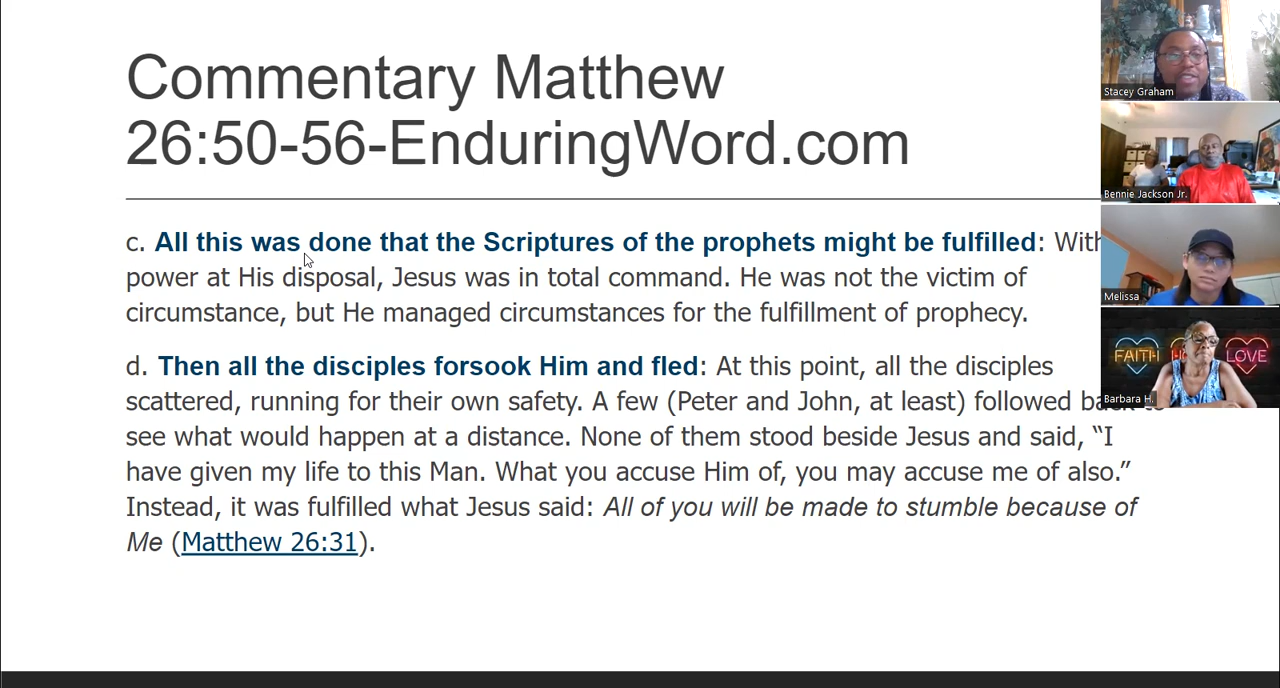 Commentary Matthew
26:50-56-EnduringWord.com
c. All this was done that the Scriptures of the prophets might be fulfilled: With
power at His disposal, Jesus was in total command. He was not the victim of
circumstance, but He managed circumstances for the fulfillment of prophecy.
d. Then all the disciples forsook Him and fled: At this point, all the disciples
scattered, running for their own safety. A few (Peter and John, at least) followed
see what would happen at a distance. None of them stood beside Jesus and said, “I
have given my life to this Man. What you accuse Him of, you may accuse me of also.”
Instead, it was fulfilled what Jesus said: All of you will be made to stumble because of
Me (Matthew 26:31).
Stacey Graham
Bennie Jackson Jr.
Melissa
FAITH
LOVE
Barbara H.